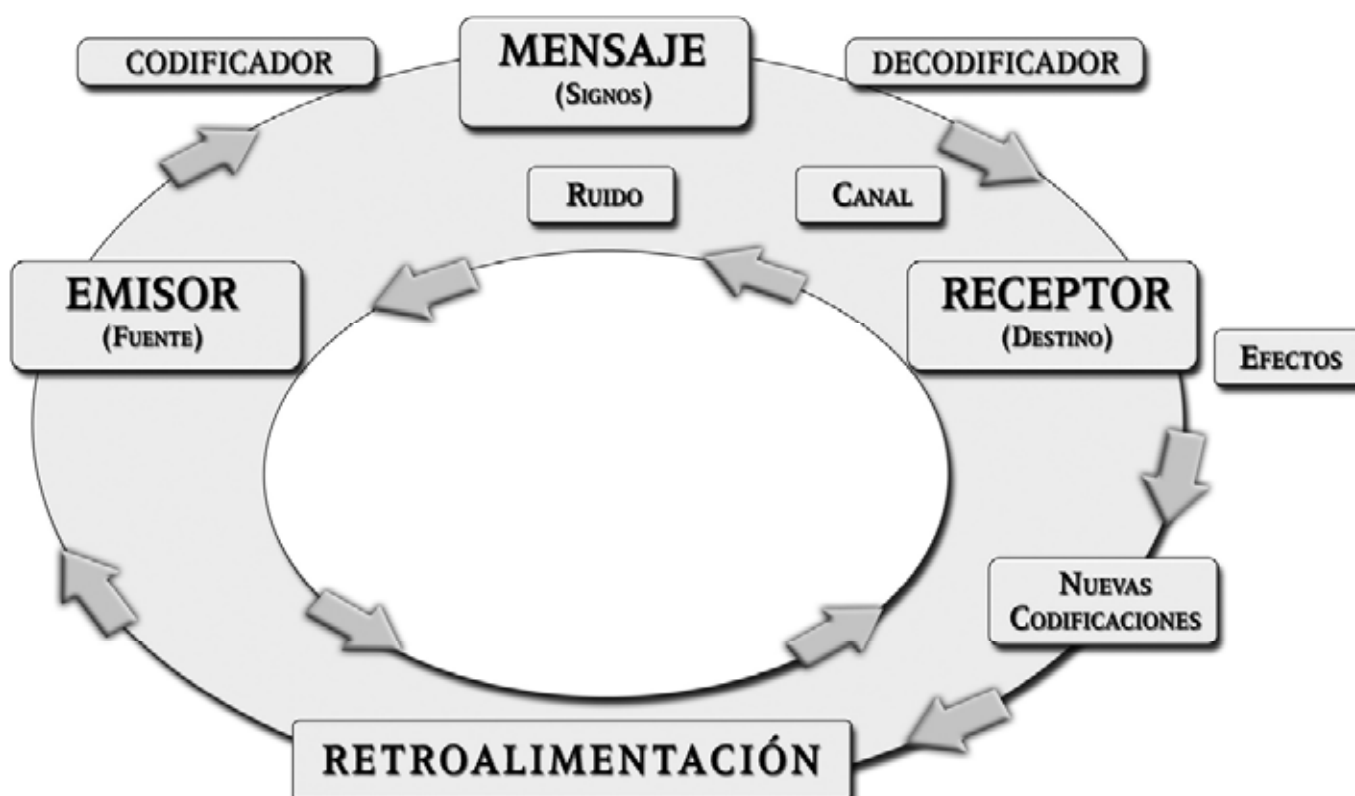 CODIFICADOR
MENSAJE
(SIGNOS)
DECODIFICADOR
RUIDO
CANAL
EMISOR
(FUENTE)
RECEPTOR
(DESTINO)
EFECTOS
NUEVAS
CODIFICACIONES
RETROALIMENTACIÓN